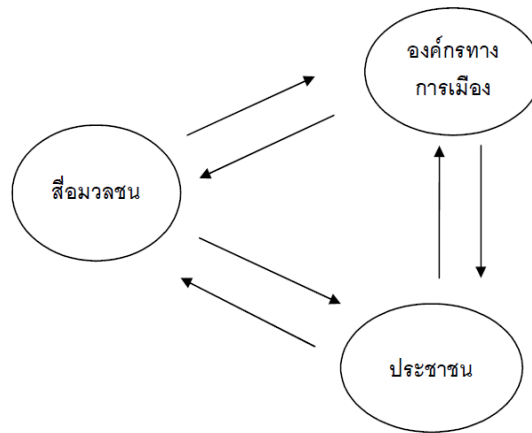 องค์กรทาง
การเมือง
สื่อมวลชน
ประชาชน